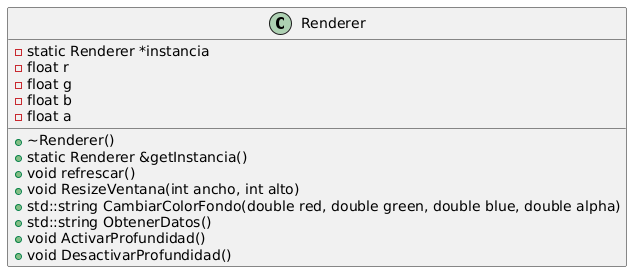 C Renderer
static Renderer *instancia
float r
float g
float b
float a
~Renderer()
static Renderer &getInstancia()
void refrescar()
void ResizeVentana(int ancho, int alto)
std::string CambiarColorFondo(double red, double green, double blue, double alpha)
std::string ObtenerDatos()
void ActivarProfundidad()
void DesactivarProfundidad()